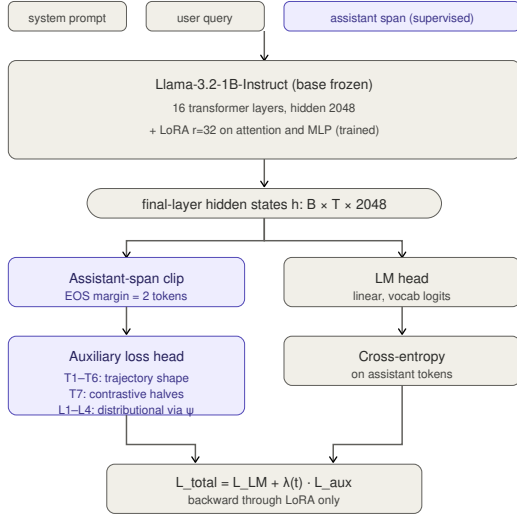 system prompt
user query
assistant span (supervised)
Llama-3.2-1B-Instruct (base frozen)
16 transformer layers, hidden 2048
+ LoRA r=32 on attention and MLP (trained)
final-layer hidden states h: B × T × 2048
Assistant-span clip
EOS margin = 2 tokens
LM head
linear, vocab logits
Auxiliary loss head
T1–T6: trajectory shape
T7: contrastive halves
L1–L4: distributional via ψ
Cross-entropy
on assistant tokens
L_total = L_LM + λ(t) · L_aux
backward through LoRA only